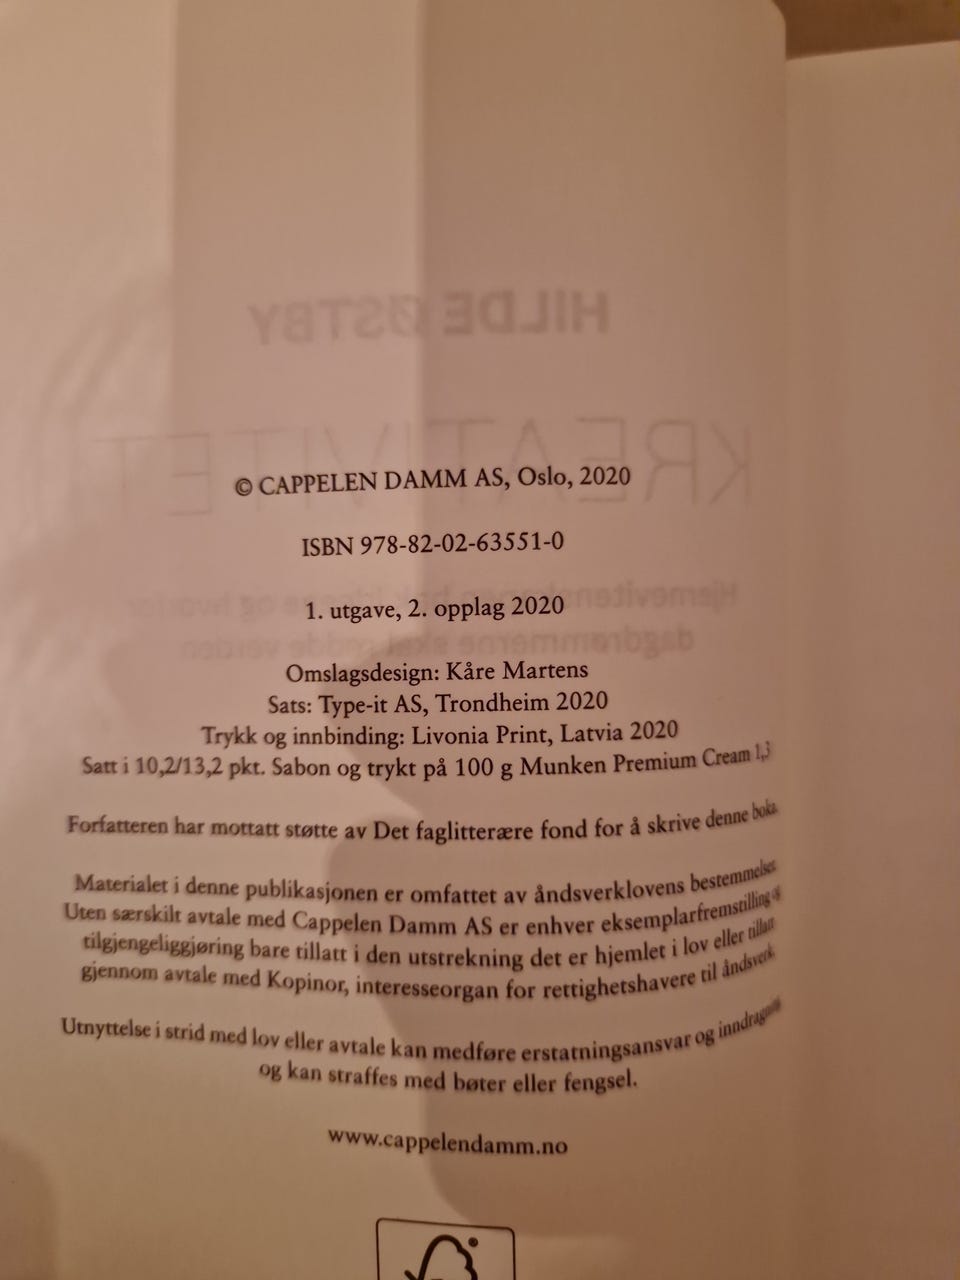 HILDE ØSTBY
KREATIVITET
© CAPPELEN DAMM AS, Oslo, 2020
ISBN 978-82-02-63551-0
1. utgave, 2. opplag 2020
Omslagsdesign: Kåre Martens
Sats: Type-it AS, Trondheim 2020
Trykk og innbinding: Livonia Print, Latvia 2020
Satt i 10,2/13,2 pkt. Sabon og trykt på 100 g Munken Premium Cream 1,3
Forfatteren har mottatt støtte av Det faglitterære fond for å skrive denne boka
Materialet i denne publikasjonen er omfattet av åndsverklovens bestemmelser
Uten særskilt avtale med Cappelen Damm AS er enhver eksemplarfremstilling og
tilgjengeliggjøring bare tillatt i den utstrekning det er hjemlet i lov eller tillatt
gjennom avtale med Kopinor, interesseorgan for rettighetshavere til åndsverk
Utnyttelse i strid med lov eller avtale kan medføre erstatningsansvar og
og kan straffes med bøter eller fengsel.
www.cappelendamm.no